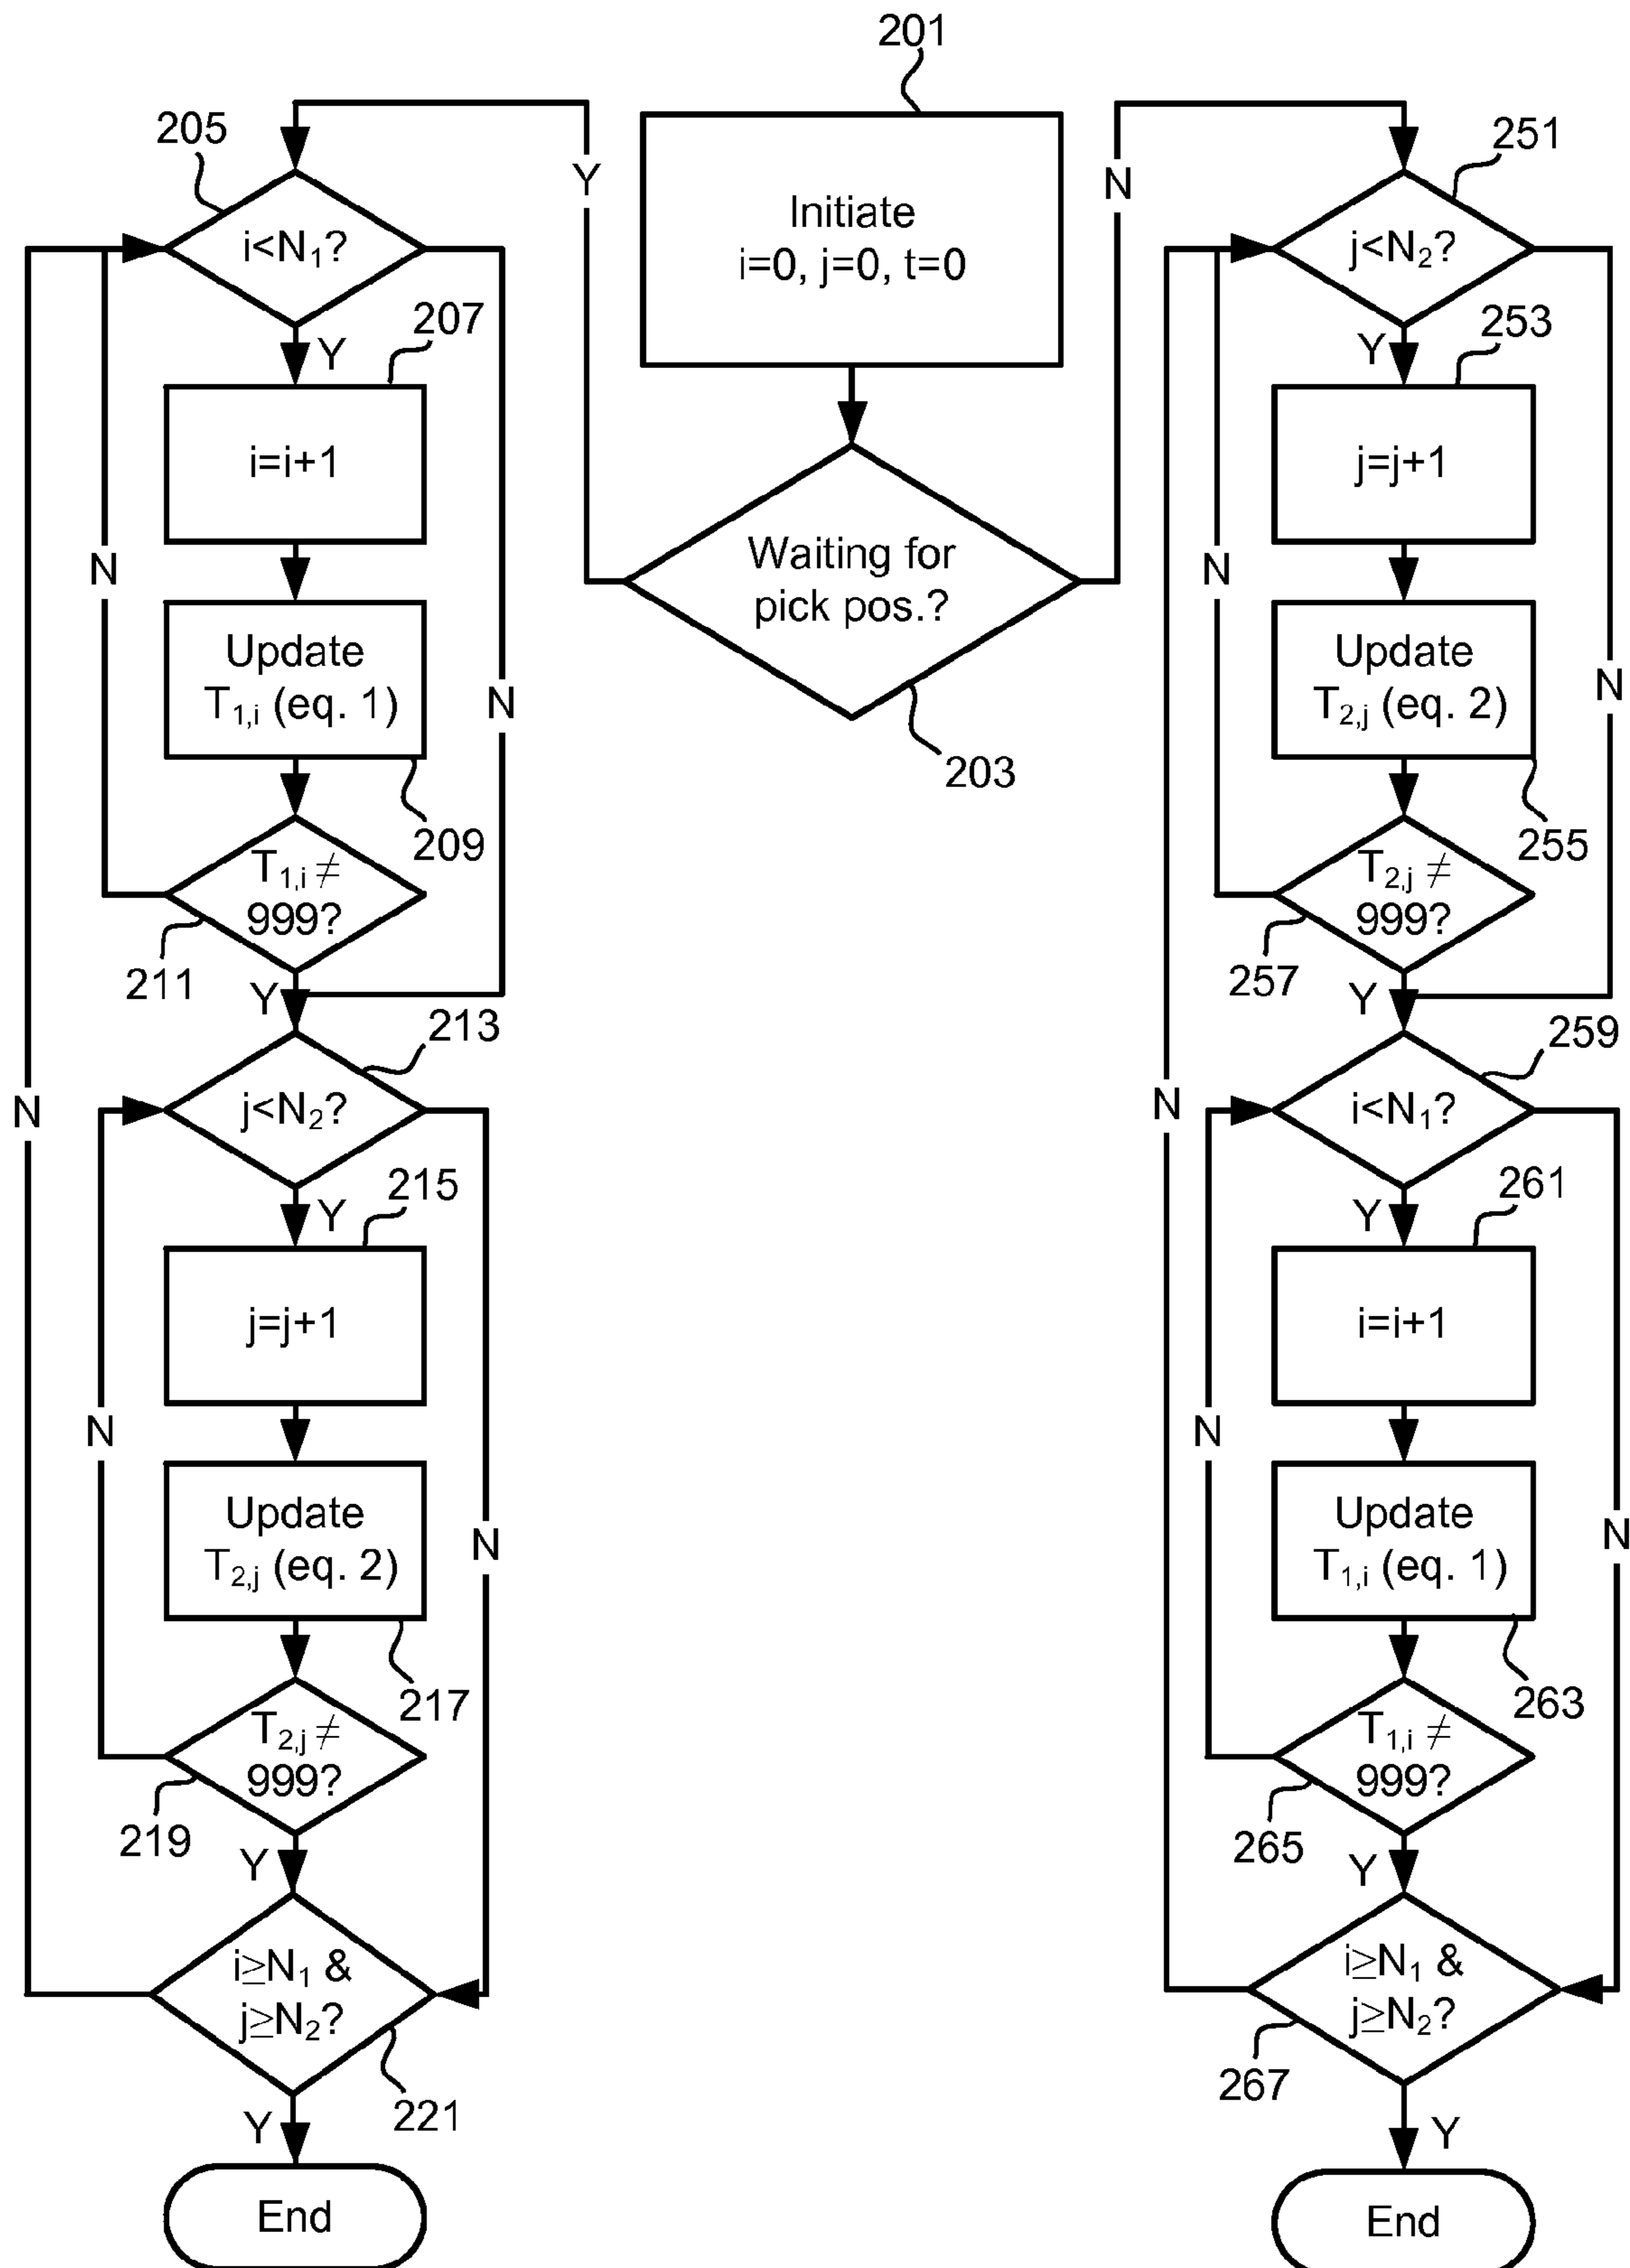 201
Initiate
i=0, j=0, t=0
Waiting for
pick pos.?
203
Y
N
205
i<N₁?
Y
N
207
i=i+1
Update
T₁,ᵢ (eq. 1)
209
T₁,ᵢ ≠
999?
211
N
Y
213
j<N₂?
Y
N
215
j=j+1
Update
T₂,ⱼ (eq. 2)
217
T₂,ⱼ ≠
999?
219
N
Y
i≥N₁ &
j≥N₂?
221
N
Y
End
251
j<N₂?
Y
N
253
j=j+1
Update
T₂,ⱼ (eq. 2)
255
T₂,ⱼ ≠
999?
257
N
Y
259
i<N₁?
Y
N
261
i=i+1
Update
T₁,ᵢ (eq. 1)
263
T₁,ᵢ ≠
999?
265
N
Y
i≥N₁ &
j≥N₂?
267
N
Y
End